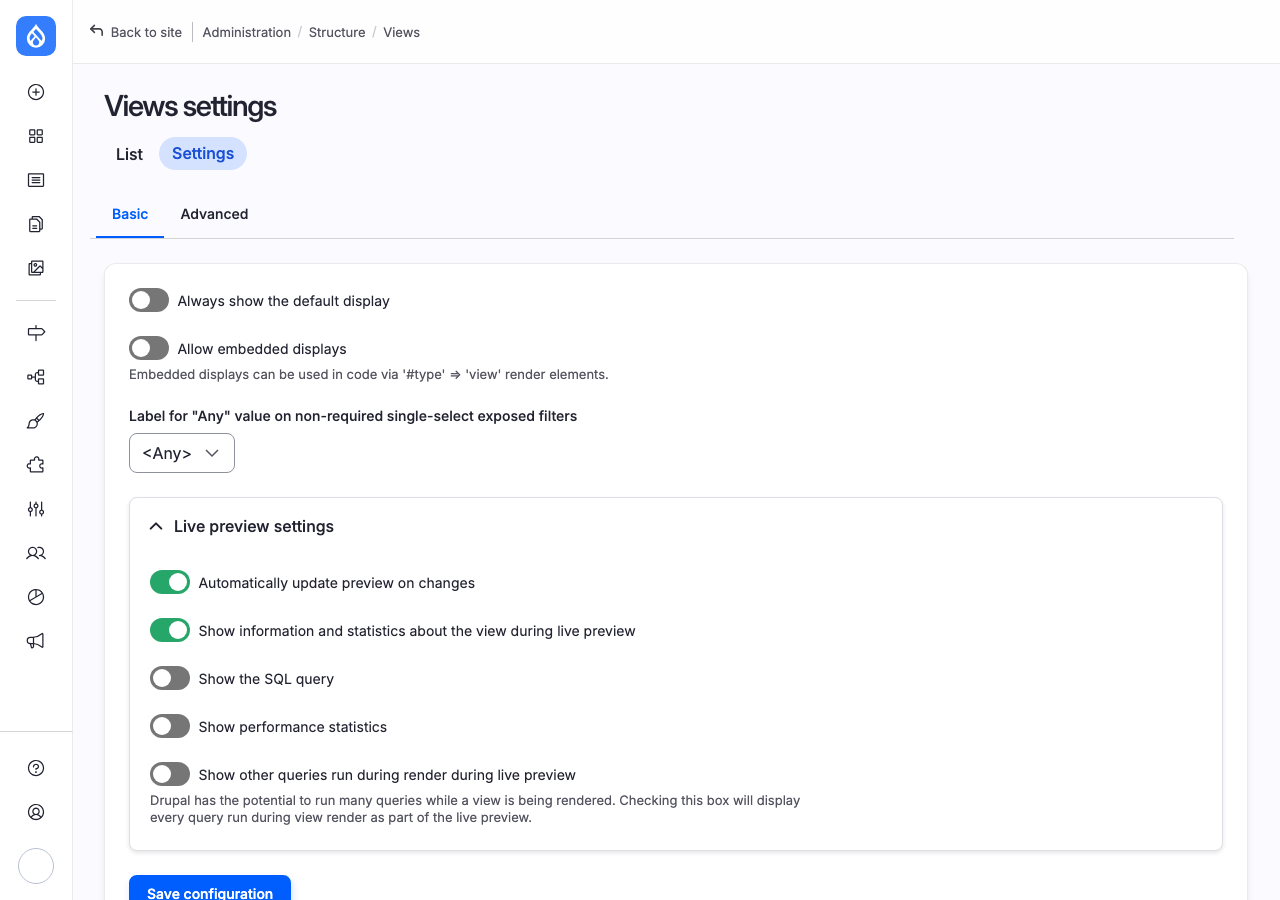 Back to site
Administration / Structure / Views
Views settings
List
Settings
Basic
Advanced
Always show the default display
Allow embedded displays
Embedded displays can be used in code via '#type' => 'view' render elements.
Label for "Any" value on non-required single-select exposed filters
<Any>
Live preview settings
Automatically update preview on changes
Show information and statistics about the view during live preview
Show the SQL query
Show performance statistics
Show other queries run during render during live preview
Drupal has the potential to run many queries while a view is being rendered. Checking this box will display
every query run during view render as part of the live preview.
Save configuration